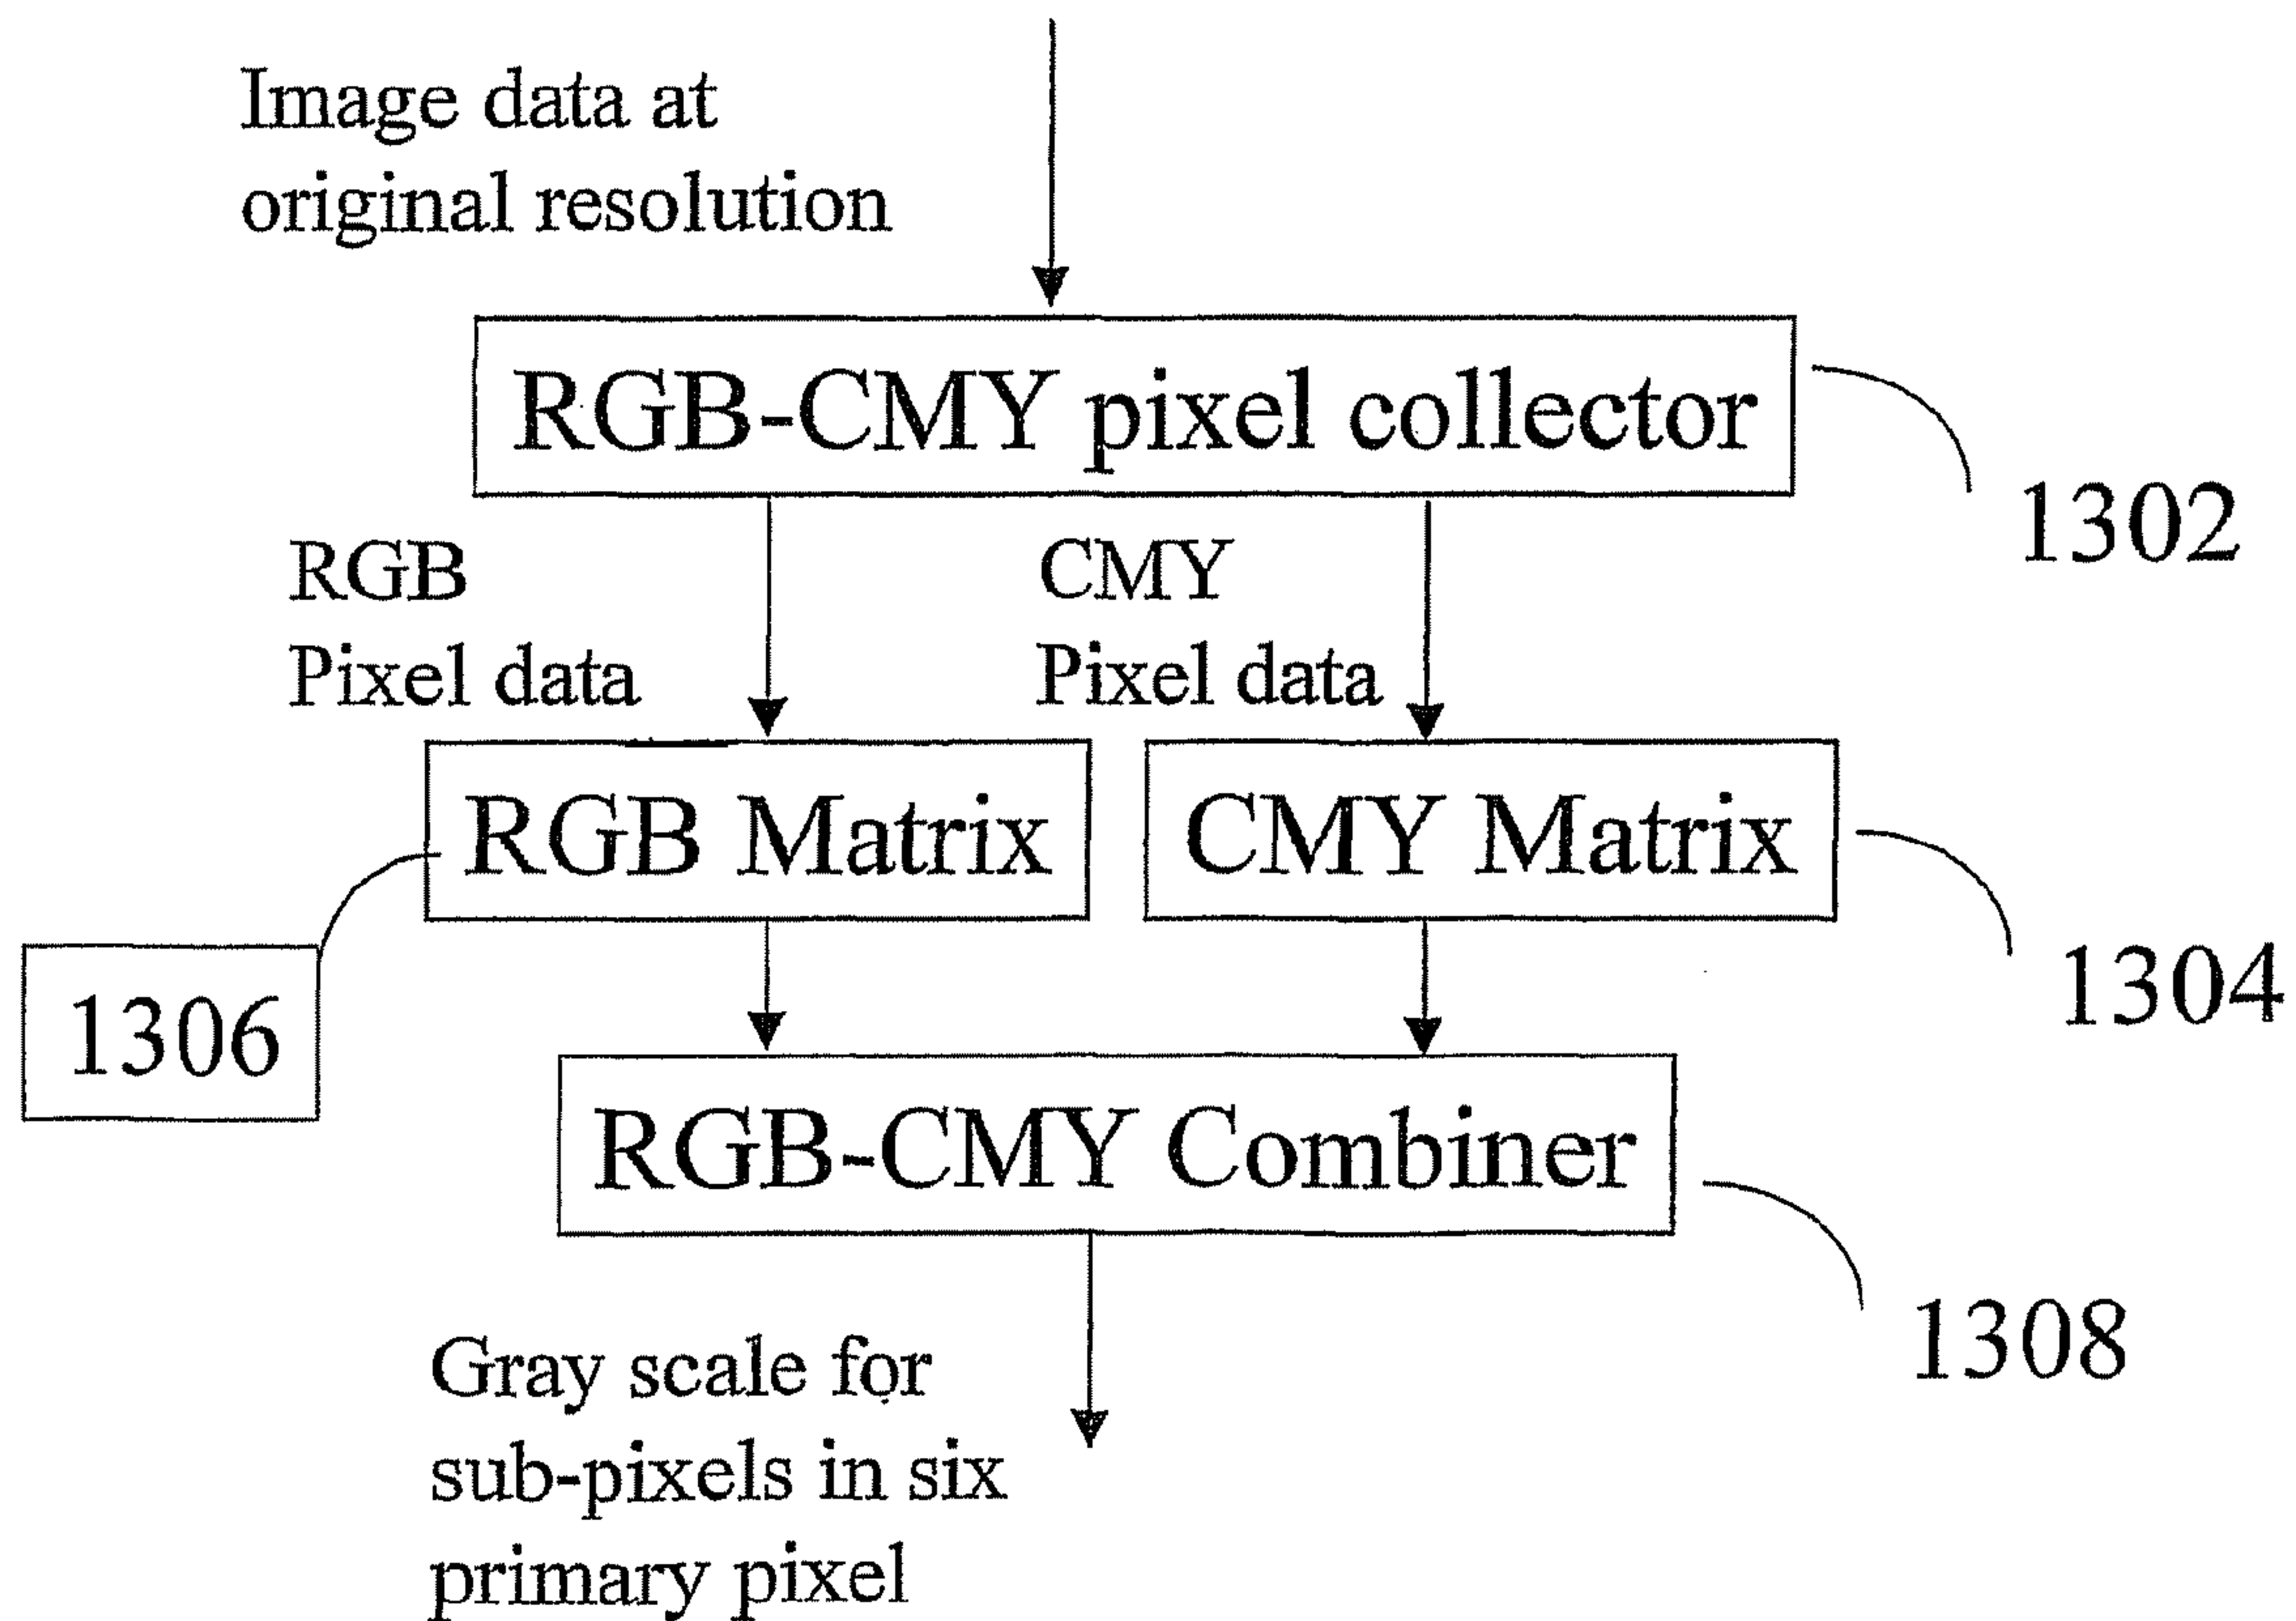 Image data at
original resolution
RGB-CMY pixel collector
1302
RGB
Pixel data
CMY
Pixel data
RGB Matrix
CMY Matrix
1306
1304
RGB-CMY Combiner
1308
Gray scale for
sub-pixels in six
primary pixel